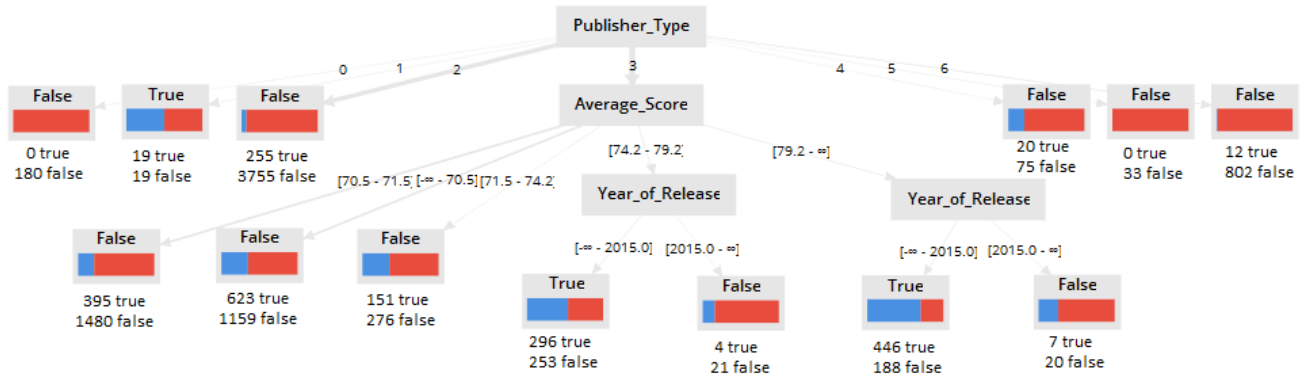 Publisher_Type
0
1
2
3
4
5
6
False
True
False
Average_Score
False
False
False
0 true
180 false
19 true
19 false
255 true
3755 false
20 true
75 false
0 true
33 false
12 true
802 false
[70.5 - 71.5]
[-∞ - 70.5]
[71.5 - 74.2]
[74.2 - 79.2]
[79.2 - ∞]
Year_of_Release
Year_of_Release
False
False
False
[-∞ - 2015.0]
[2015.0 - ∞]
[-∞ - 2015.0]
[2015.0 - ∞]
395 true
1480 false
623 true
1159 false
151 true
276 false
True
False
True
False
296 true
253 false
4 true
21 false
446 true
188 false
7 true
20 false